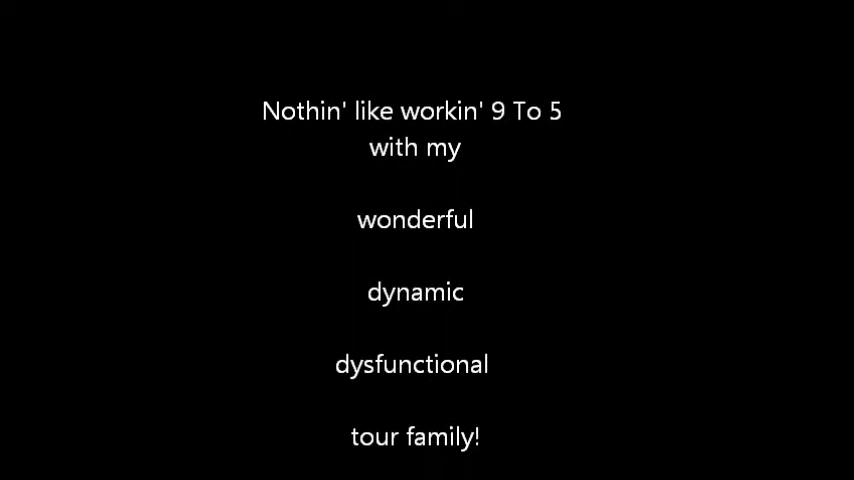 Nothin' like workin' 9 To 5
with my
wonderful
dynamic
dysfunctional
tour family!